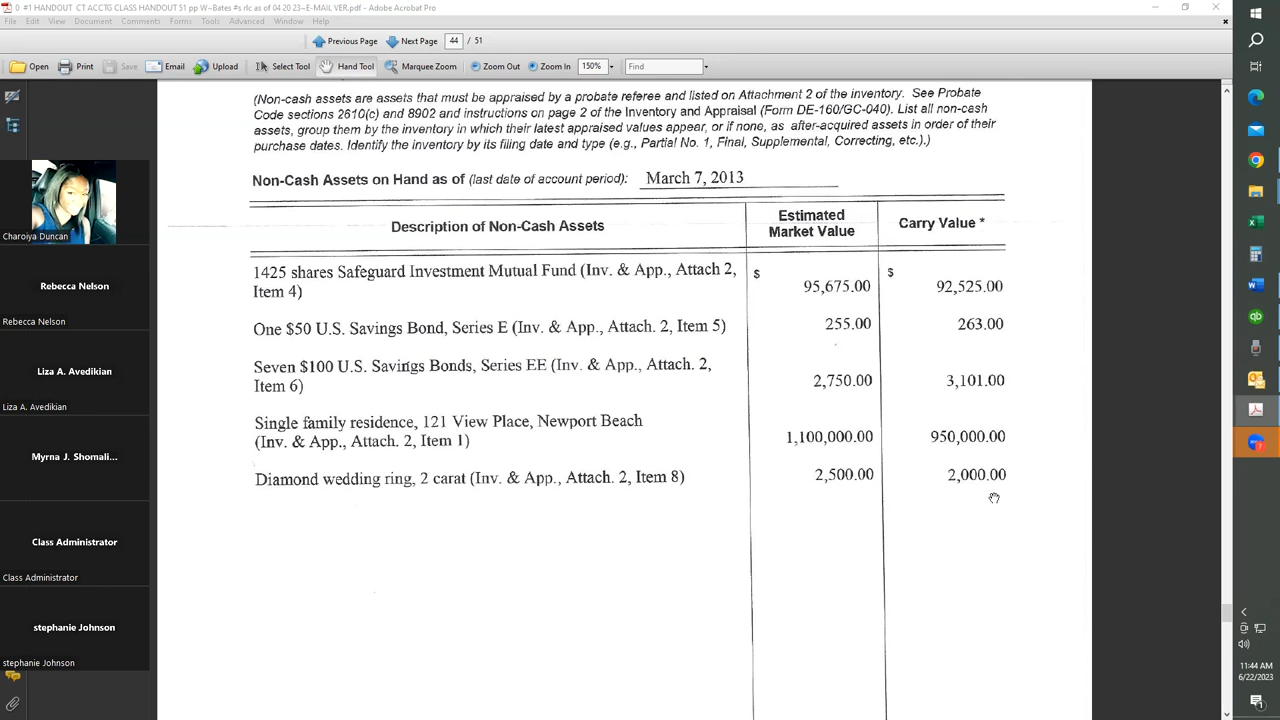 0 #1 HANDOUT CT ACCTG CLASS HANDOUT 51 pp W~Bates #s rlc as of 04 20 23~E-MAIL VER.pdf - Adobe Acrobat Pro
File Edit View Document Comments Forms Tools Advanced Window Help
Previous Page Next Page 44 / 51
Open Print Save Email Upload Select Tool Hand Tool Marquee Zoom Zoom Out Zoom In 150% Find
(Non-cash assets are assets that must be appraised by a probate referee and listed on Attachment 2 of the inventory. See Probate
Code sections 2610(c) and 8902 and instructions on page 2 of the Inventory and Appraisal (Form DE-160/GC-040). List all non-cash
assets, group them by the inventory in which their latest appraised values appear, or if none, as after-acquired assets in order of their
purchase dates. Identify the inventory by its filing date and type (e.g., Partial No. 1, Final, Supplemental, Correcting, etc.).)
Non-Cash Assets on Hand as of (last date of account period): March 7, 2013
Description of Non-Cash Assets Estimated Market Value Carry Value *
1425 shares Safeguard Investment Mutual Fund (Inv. & App., Attach 2, $ $
Item 4) 95,675.00 92,525.00
One $50 U.S. Savings Bond, Series E (Inv. & App., Attach. 2, Item 5) 255.00 263.00
Seven $100 U.S. Savings Bonds, Series EE (Inv. & App., Attach. 2,
Item 6) 2,750.00 3,101.00
Single family residence, 121 View Place, Newport Beach
(Inv. & App., Attach. 2, Item 1) 1,100,000.00 950,000.00
Diamond wedding ring, 2 carat (Inv. & App., Attach. 2, Item 8) 2,500.00 2,000.00
Charoiya Duncan
Rebecca Nelson
Rebecca Nelson
Liza A. Avedikian
Liza A. Avedikian
Myrna J. Shomali...
Class Administrator
Class Administrator
stephanie Johnson
stephanie Johnson
11:44 AM
6/22/2023